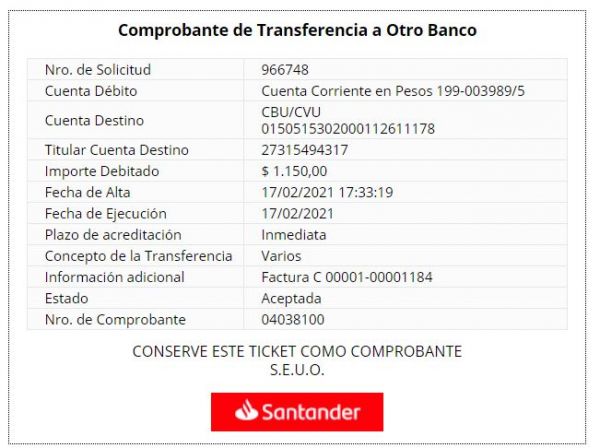 Comprobante de Transferencia a Otro Banco
Nro. de Solicitud 966748
Cuenta Débito Cuenta Corriente en Pesos 199-003989/5
Cuenta Destino CBU/CVU
0150515302000112611178
Titular Cuenta Destino 27315494317
Importe Debitado $ 1.150,00
Fecha de Alta 17/02/2021 17:33:19
Fecha de Ejecución 17/02/2021
Plazo de acreditación Inmediata
Concepto de la Transferencia Varios
Información adicional Factura C 00001-00001184
Estado Aceptada
Nro. de Comprobante 04038100
CONSERVE ESTE TICKET COMO COMPROBANTE
S.E.U.O.
Santander